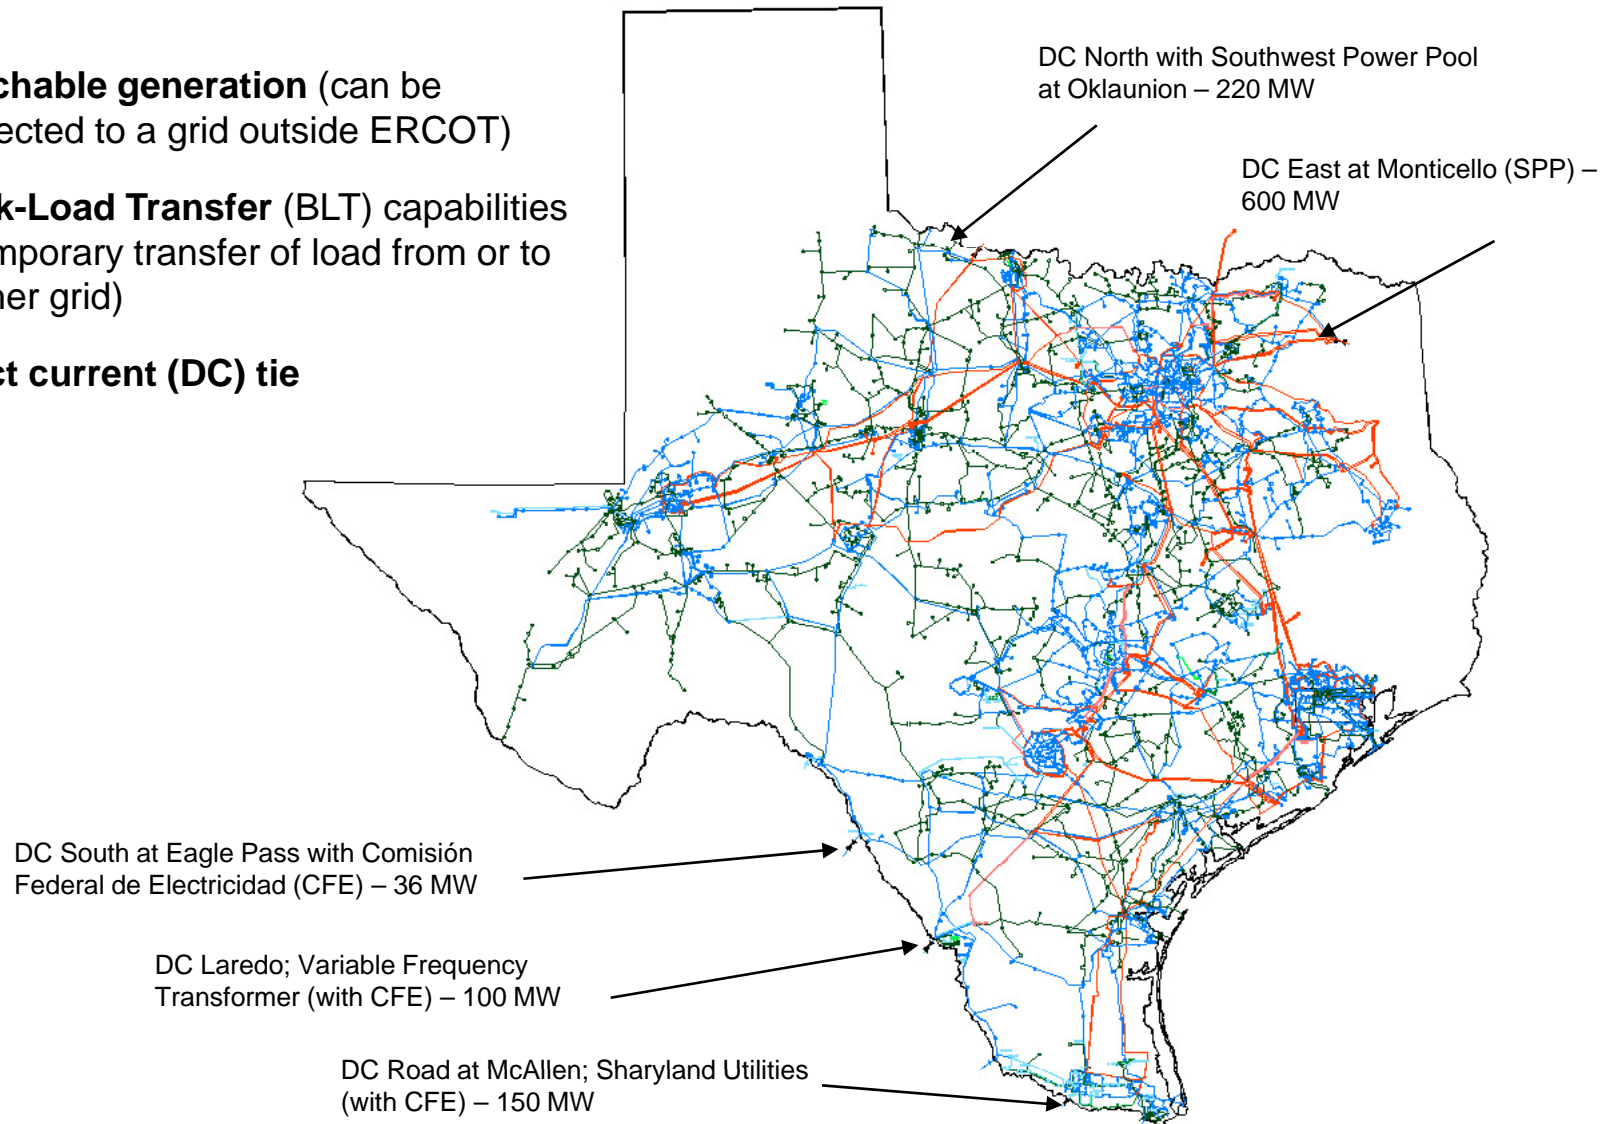 chable generation (can be
ected to a grid outside ERCOT)
k-Load Transfer (BLT) capabilities
mporary transfer of load from or to
her grid)
ct current (DC) tie
DC North with Southwest Power Pool
at Oklaunion – 220 MW
DC East at Monticello (SPP) –
600 MW
DC South at Eagle Pass with Comisión
Federal de Electricidad (CFE) – 36 MW
DC Laredo; Variable Frequency
Transformer (with CFE) – 100 MW
DC Road at McAllen; Sharyland Utilities
(with CFE) – 150 MW